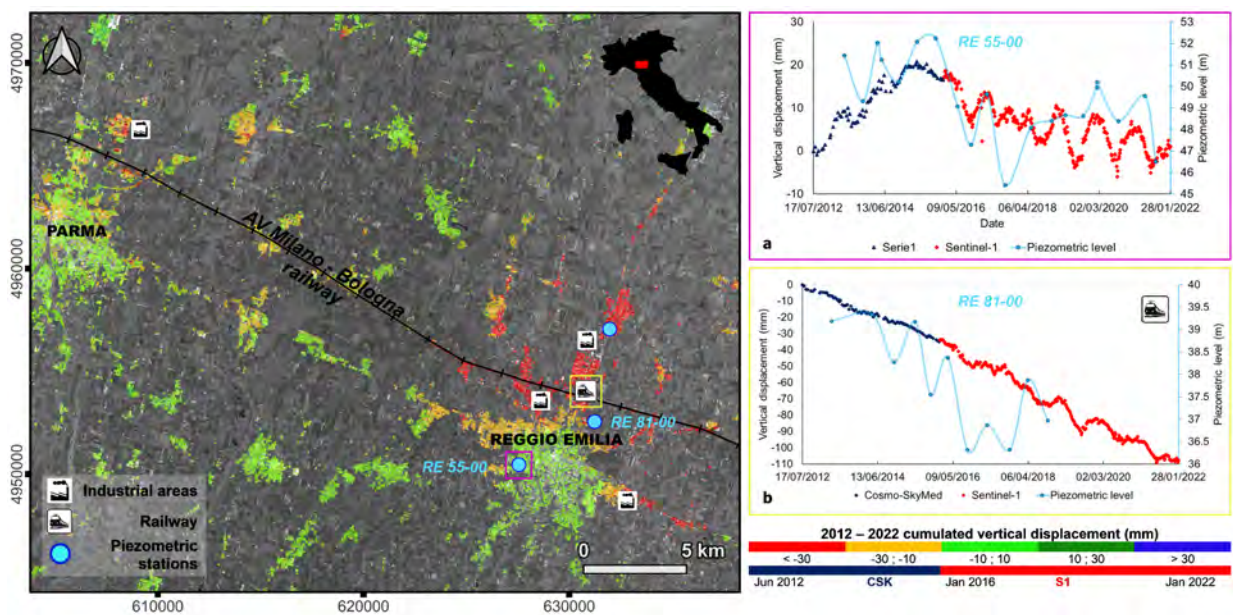 4970000
4960000
4950000
610000
620000
630000
PARMA
AV Milano - Bologna
railway
REGGIO EMILIA
RE 81-00
RE 55-00
Industrial areas
Railway
Piezometric
stations
0 5 km
RE 55-00
Vertical displacement (mm)
30
20
10
0
-10
Piezometric level (m)
53
52
51
50
49
48
47
46
45
17/07/2012 13/06/2014 09/05/2016 06/04/2018 02/03/2020 28/01/2022
Date
a
Serie1 Sentinel-1 Piezometric level
RE 81-00
Vertical displacement (mm)
0
-10
-20
-30
-40
-50
-60
-70
-80
-90
-100
-110
Piezometric level (m)
40
39.5
39
38.5
38
37.5
37
36.5
36
17/07/2012 13/06/2014 09/05/2016 06/04/2018 02/03/2020 28/01/2022
b
Cosmo-SkyMed Sentinel-1 Piezometric level
2012 – 2022 cumulated vertical displacement (mm)
< -30 -30 ; -10 -10 ; 10 10 ; 30 > 30
Jun 2012 CSK Jan 2016 S1 Jan 2022